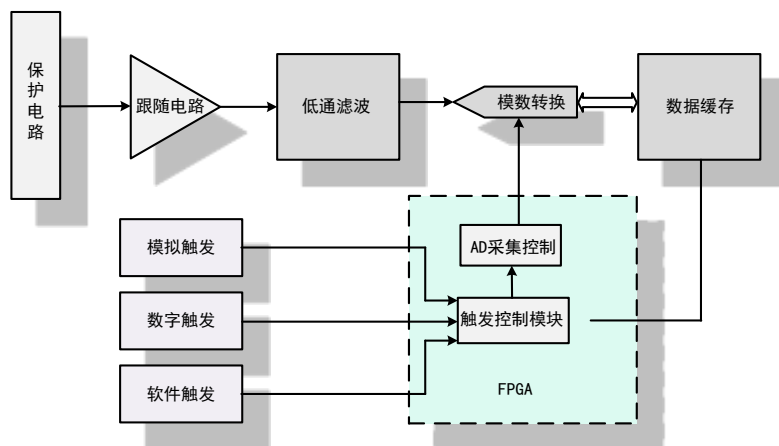 保护电路
跟随电路
低通滤波
模数转换
数据缓存
模拟触发
AD采集控制
数字触发
触发控制模块
软件触发
FPGA